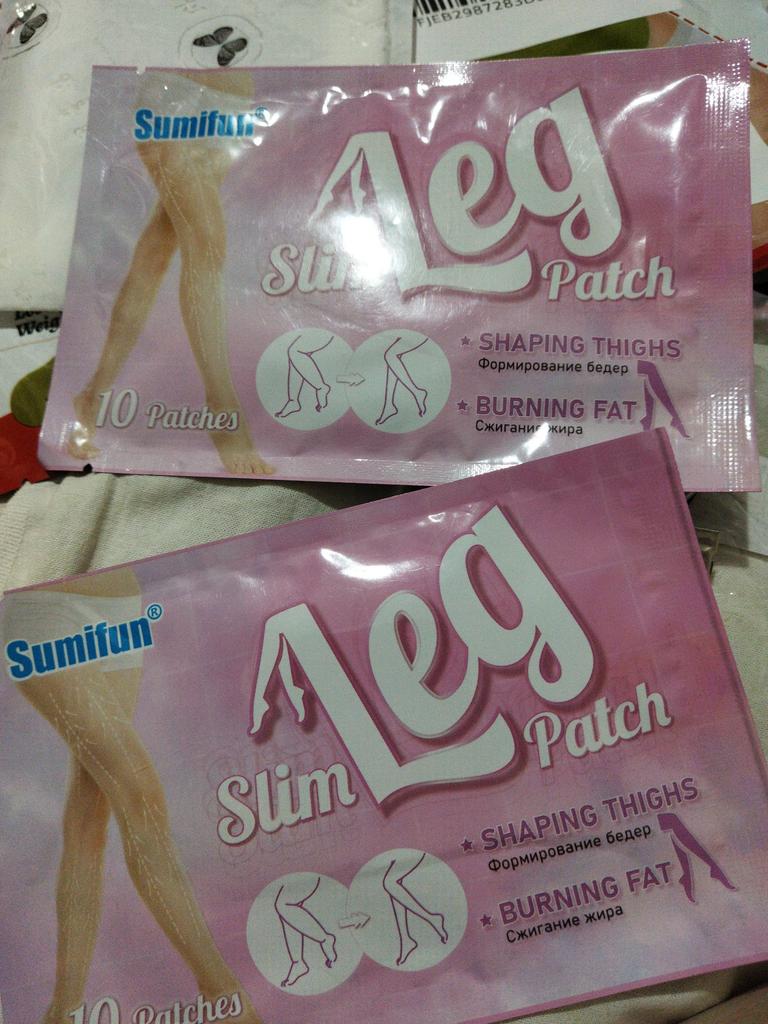 Sumifun®
Leg
Slim
Patch
★ SHAPING THIGHS
Формирование бедер
★ BURNING FAT
Сжигание жира
10 Patches
Weig
Sumifun®
Leg
Slim
Patch
★ SHAPING THIGHS
Формирование бедер
★ BURNING FAT
Сжигание жира
10 Patches